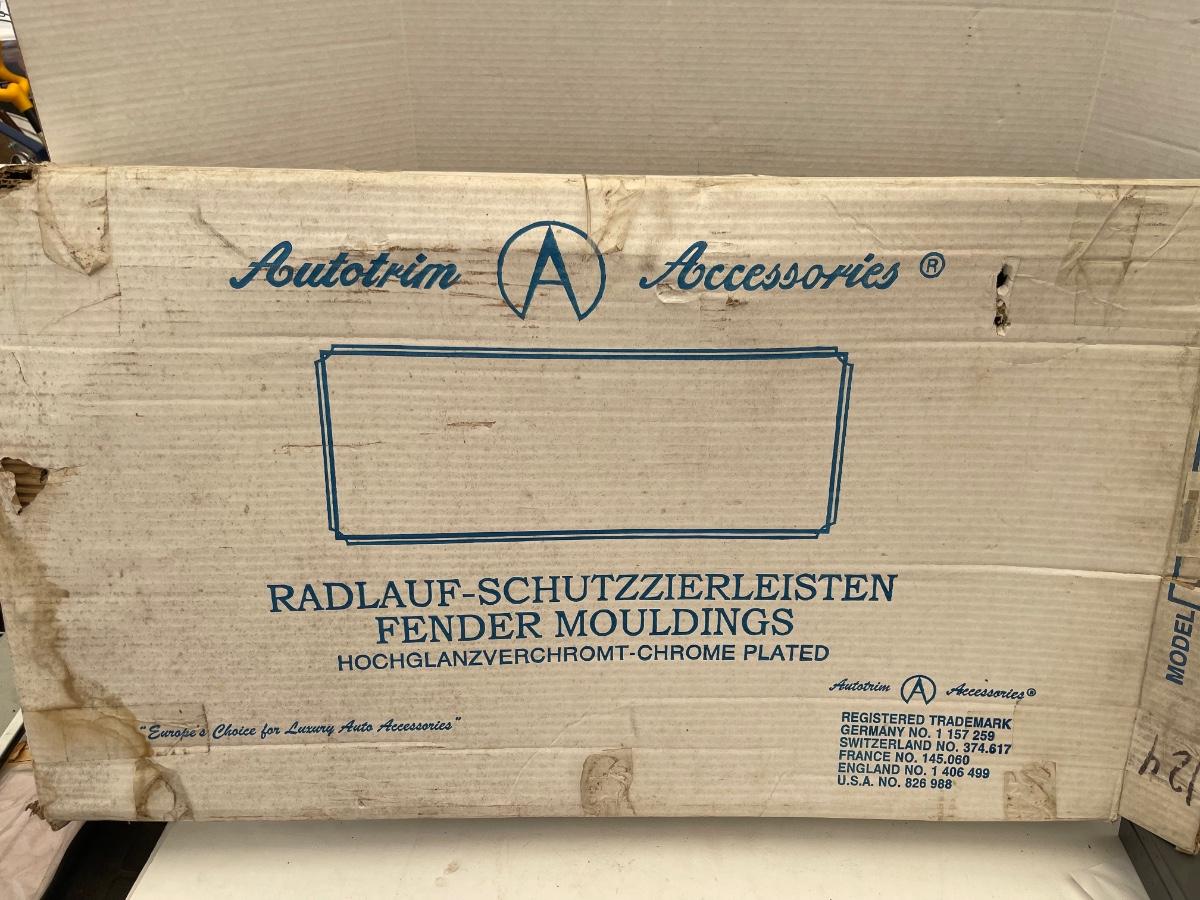 Autotrim A Accessories ®
RADLAUF-SCHUTZZIERLEISTEN
FENDER MOULDINGS
HOCHGLANZVERCHROMT-CHROME PLATED
Autotrim A Accessories ®
"Europe's Choice for Luxury Auto Accessories"
REGISTERED TRADEMARK
GERMANY NO. 1 157 259
SWITZERLAND NO. 374.617
FRANCE NO. 145.060
ENGLAND NO. 1 406 499
U.S.A. NO. 826 988
MODEL